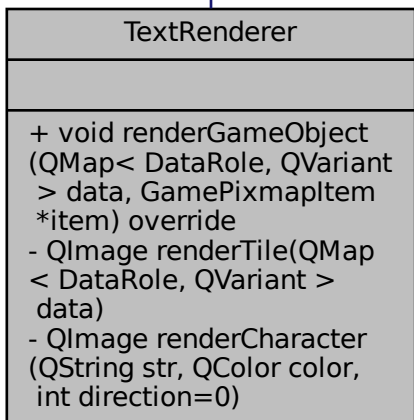 TextRenderer
+ void renderGameObject
(QMap< DataRole, QVariant
> data, GamePixmapItem
*item) override
- QImage renderTile(QMap
< DataRole, QVariant >
data)
- QImage renderCharacter
(QString str, QColor color,
int direction=0)